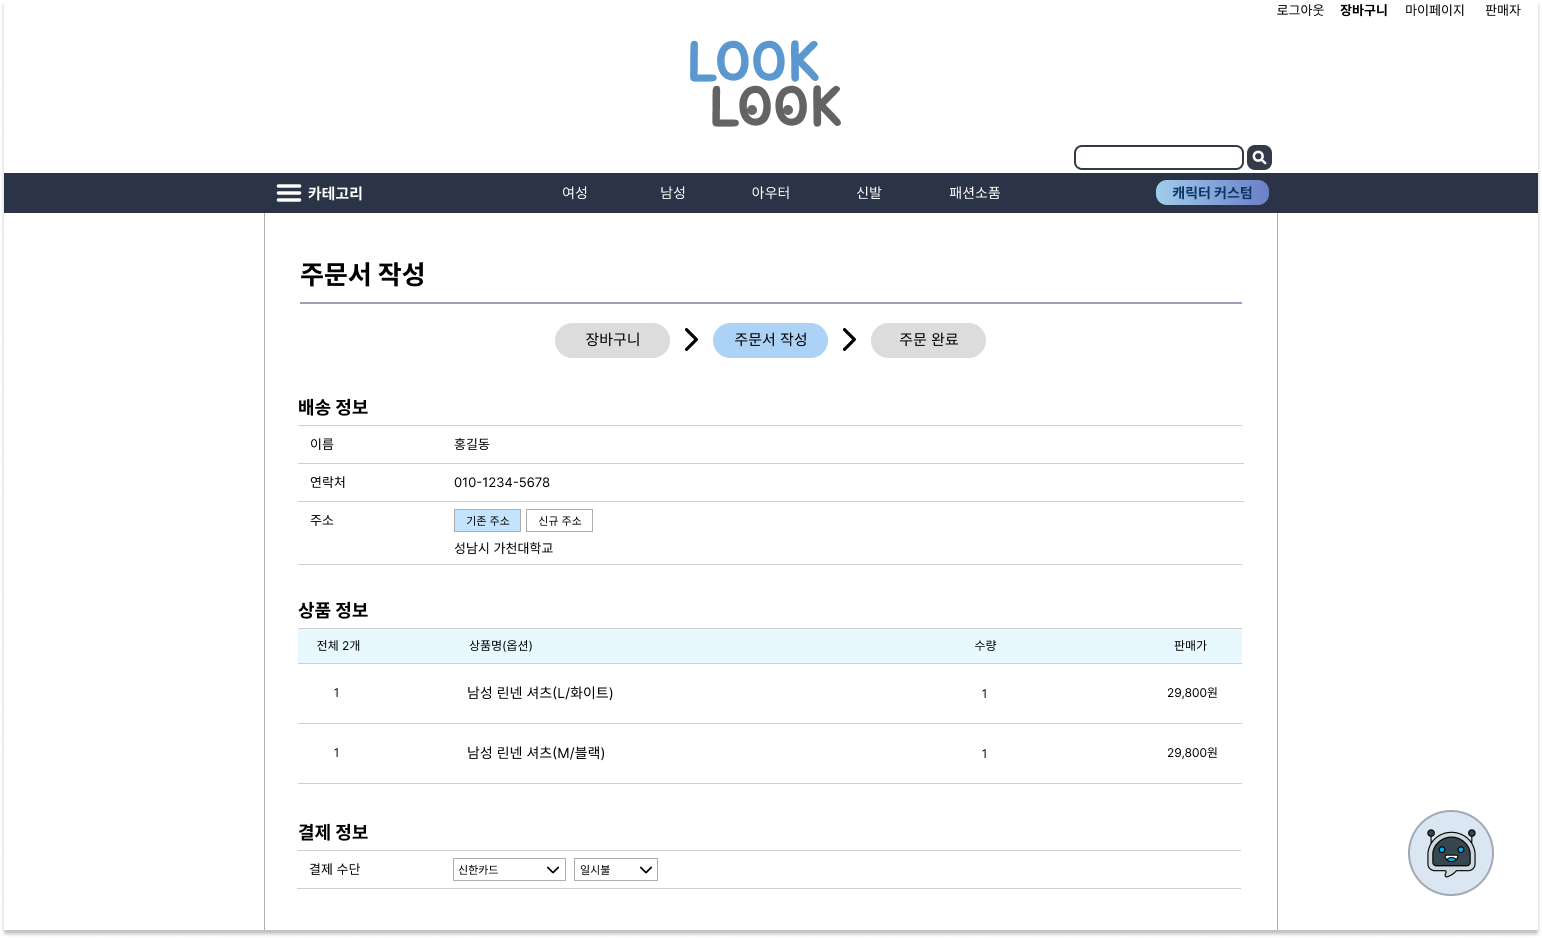 로그아웃 장바구니 마이페이지 판매자
LOOK
LOOK
카테고리 여성 남성 아우터 신발 패션소품 캐릭터 커스텀
주문서 작성
장바구니 주문서 작성 주문 완료
배송 정보
이름 홍길동
연락처 010-1234-5678
주소 기존 주소 신규 주소
성남시 가천대학교
상품 정보
전체 2개 상품명(옵션) 수량 판매가
1 남성 린넨 셔츠(L/화이트) 1 29,800원
1 남성 린넨 셔츠(M/블랙) 1 29,800원
결제 정보
결제 수단 신한카드 일시불